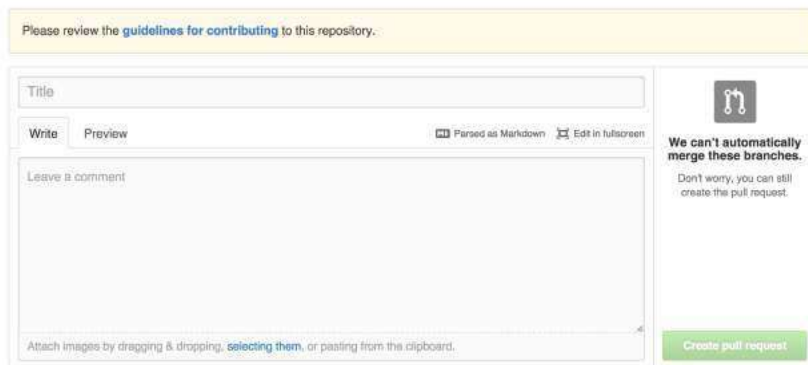 Please review the guidelines for contributing to this repository.
Title
Write Preview Parsed as Markdown Edit in fullscreen
Leave a comment
Attach images by dragging & dropping, selecting them, or pasting from the clipboard.
We can't automatically
merge these branches.
Don't worry, you can still
create the pull request.
Create pull request